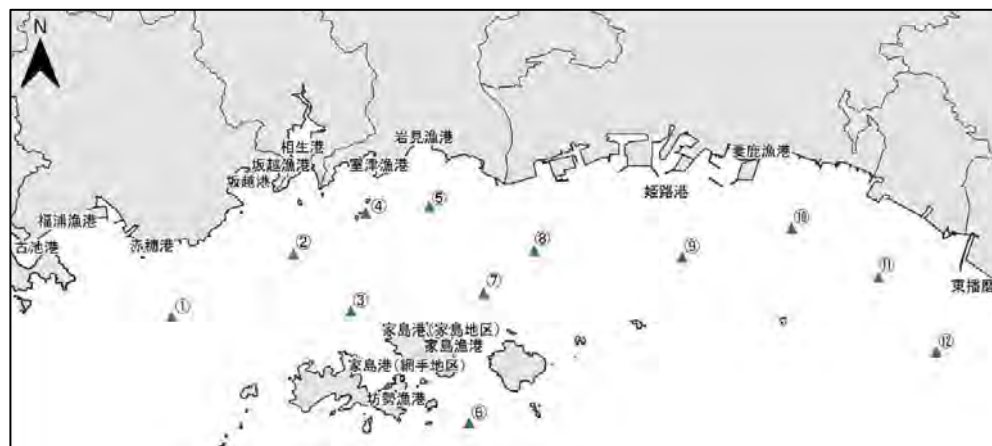 N
岩見漁港
相生港
坂越漁港
室津漁港
坂越港
妻鹿漁港
姫路港
福浦漁港
古池港
赤穂港
東播磨
家島港(家島地区)
家島漁港
家島港(網手地区)
坊勢漁港
①
②
③
④
⑤
⑥
⑦
⑧
⑨
⑩
⑪
⑫